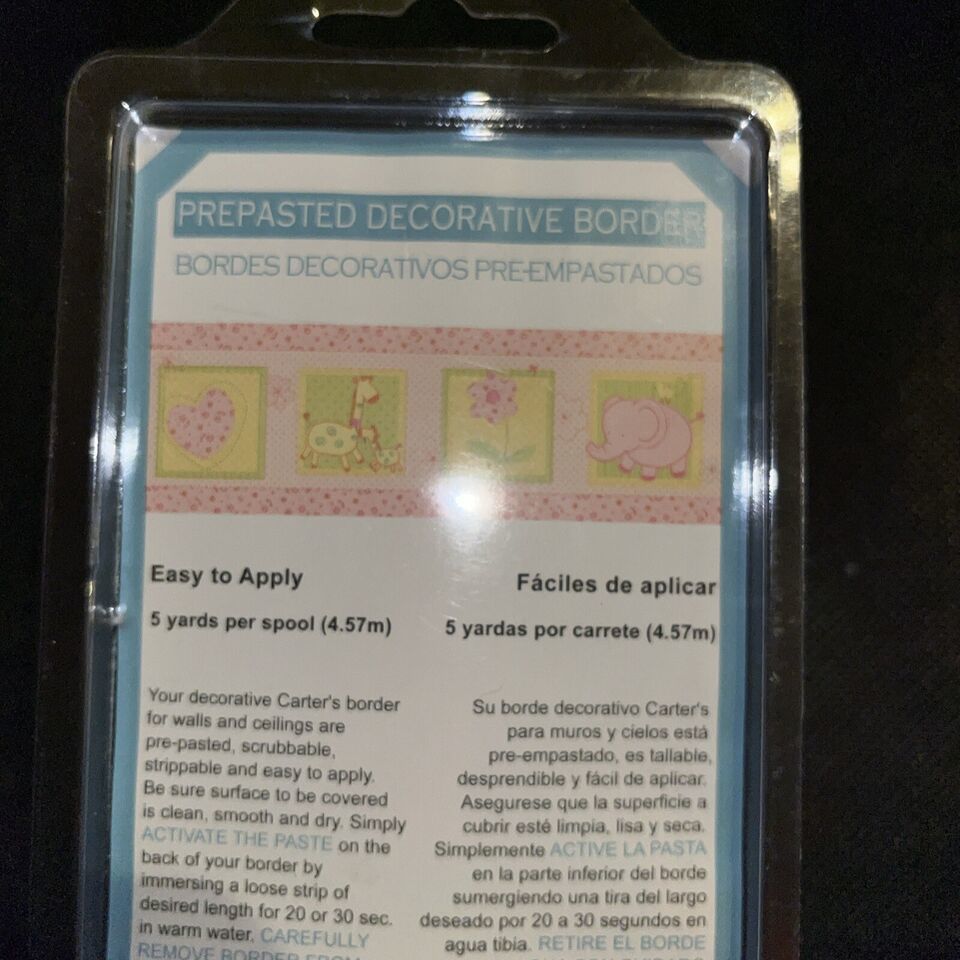 PREPASTED DECORATIVE BORDER
BORDES DECORATIVOS PRE-EMPASTADOS
Easy to Apply
5 yards per spool (4.57m)
Your decorative Carter's border
for walls and ceilings are
pre-pasted, scrubbable,
strippable and easy to apply.
Be sure surface to be covered
is clean, smooth and dry. Simply
ACTIVATE THE PASTE on the
back of your border by
immersing a loose strip of
desired length for 20 or 30 sec.
in warm water. CAREFULLY
REMOVE BORDER FROM
Fáciles de aplicar
5 yardas por carrete (4.57m)
Su borde decorativo Carter's
para muros y cielos está
pre-empastado, es tallable,
desprendible y fácil de aplicar.
Asegurese que la superficie a
cubrir esté limpia, lisa y seca.
Simplemente ACTIVE LA PASTA
en la parte inferior del borde
sumergiendo una tira del largo
deseado por 20 a 30 segundos en
agua tibia. RETIRE EL BORDE